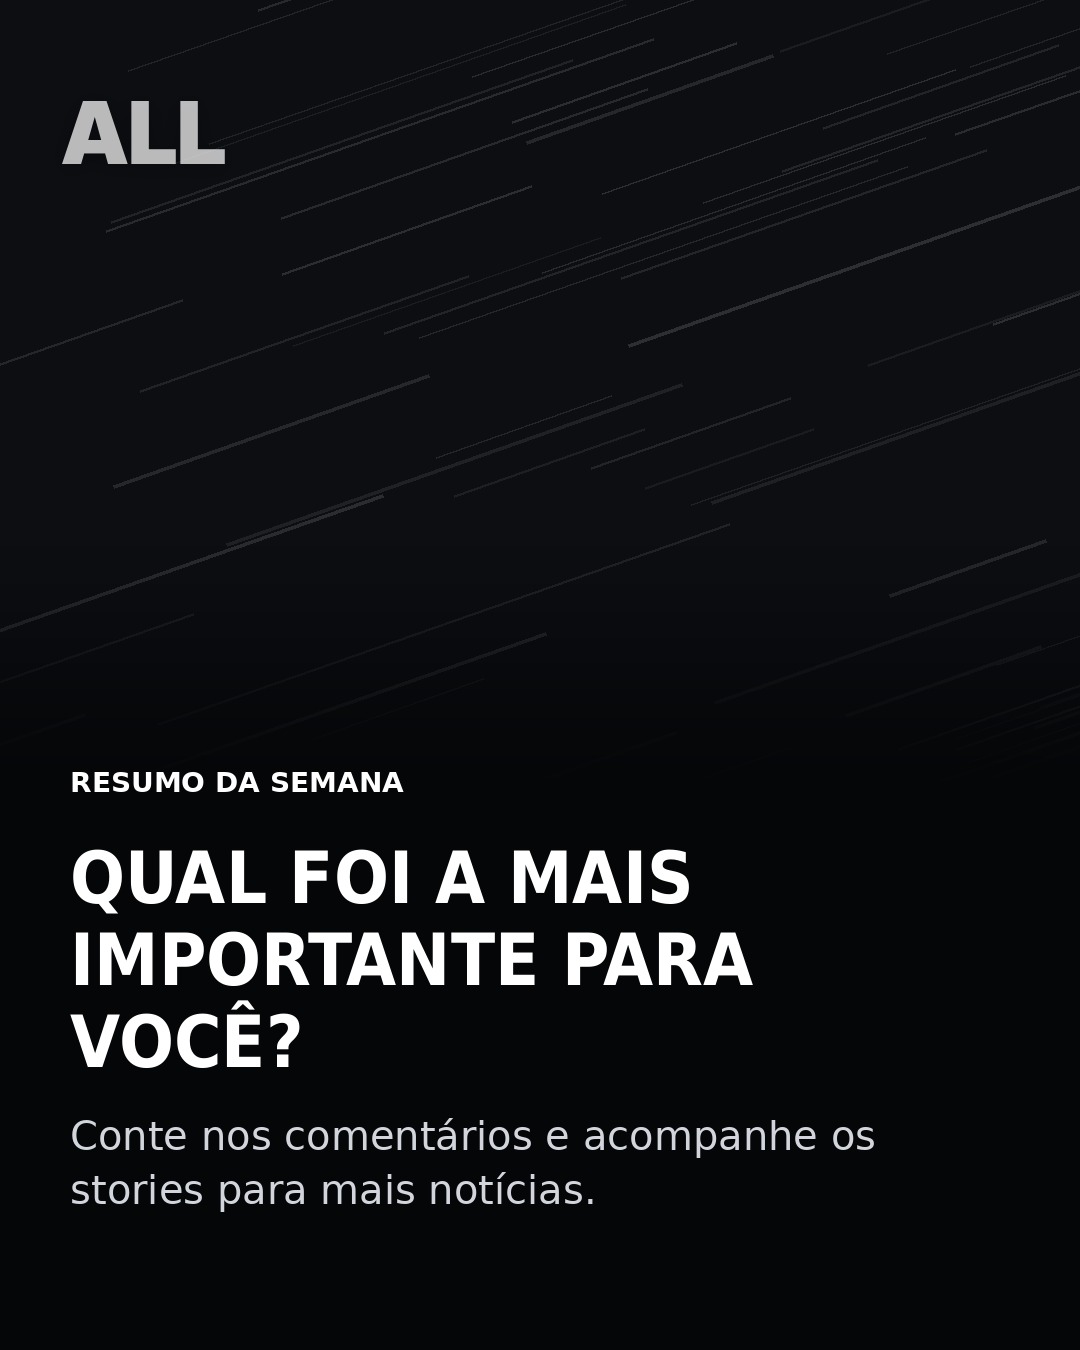 ALL
RESUMO DA SEMANA
QUAL FOI A MAIS
IMPORTANTE PARA
VOCÊ?
Conte nos comentários e acompanhe os
stories para mais notícias.